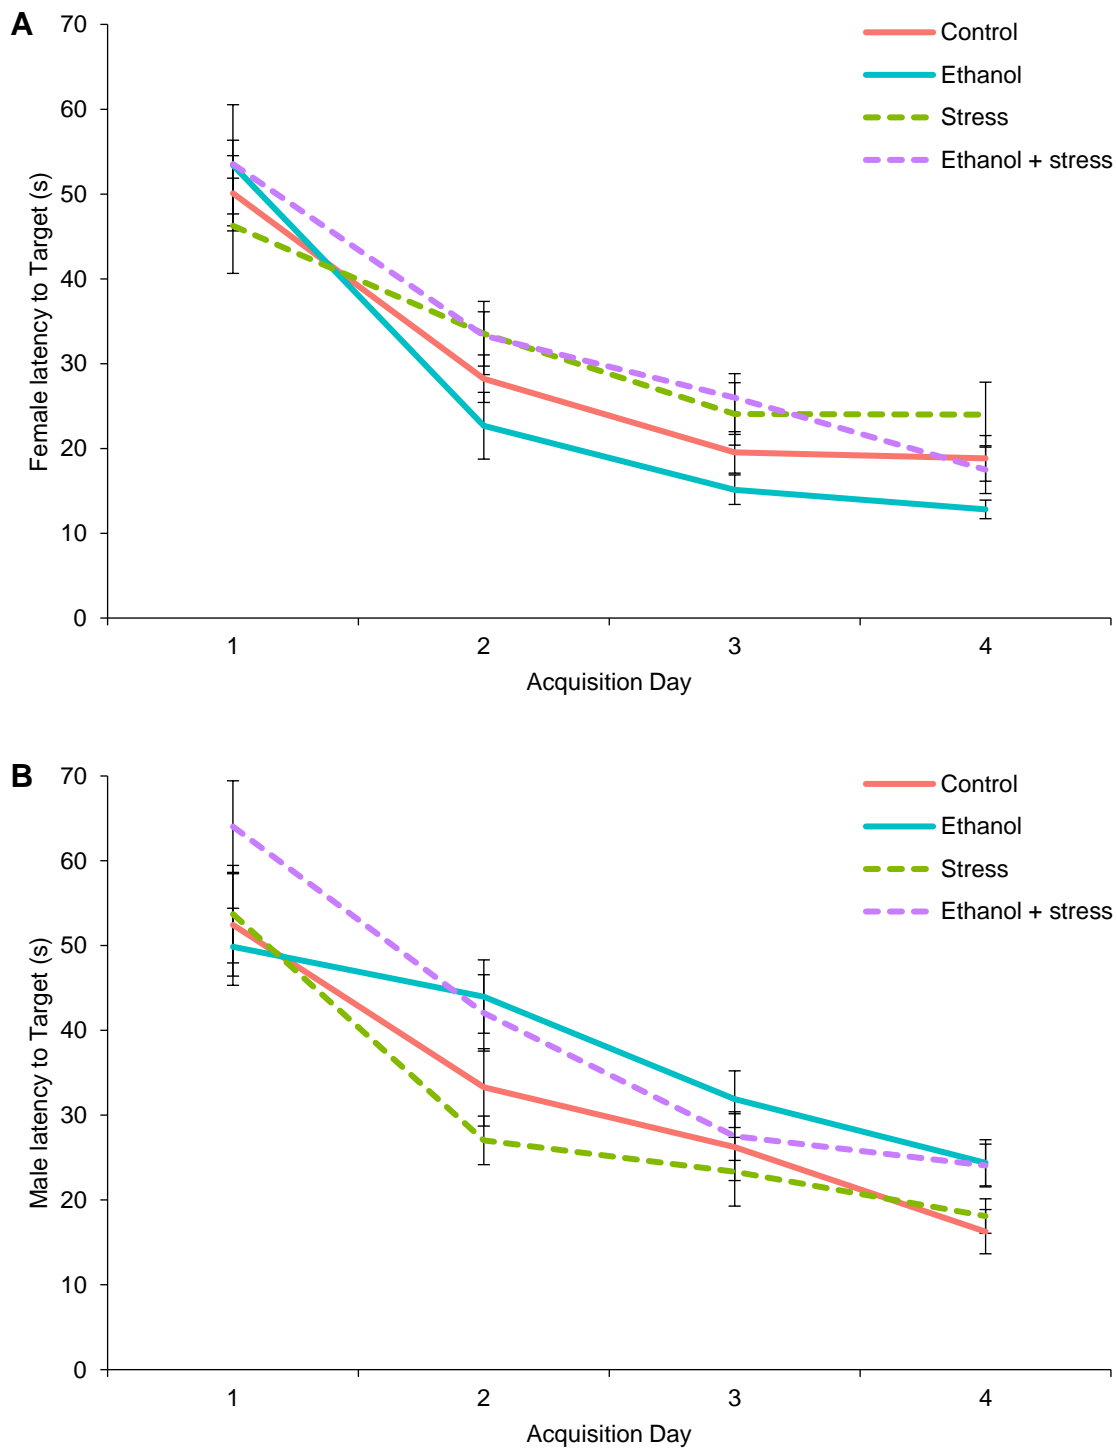 A
Female latency to Target (s)
70
60
50
40
30
20
10
0
1 2 3 4
Acquisition Day
Control
Ethanol
Stress
Ethanol + stress
B
Male latency to Target (s)
70
60
50
40
30
20
10
0
1 2 3 4
Acquisition Day
Control
Ethanol
Stress
Ethanol + stress